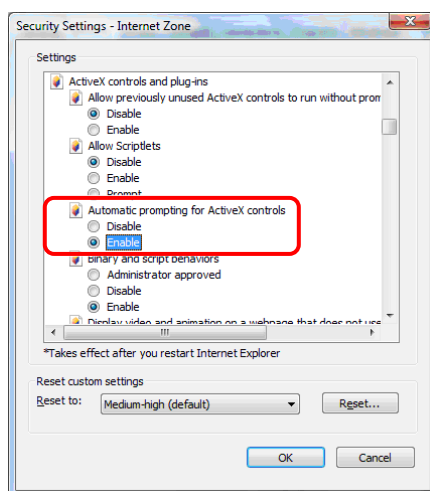 Security Settings - Internet Zone
Settings
ActiveX controls and plug-ins
Allow previously unused ActiveX controls to run without
Disable
Enable
Allow Scriptlets
Disable
Enable
Prompt
Automatic prompting for ActiveX controls
Disable
Enable
Binary and script behaviors
Administrator approved
Disable
Enable
Display video and animation on a webpage that does not use
*Takes effect after you restart Internet Explorer
Reset custom settings
Reset to: Medium-high (default) Reset...
OK Cancel